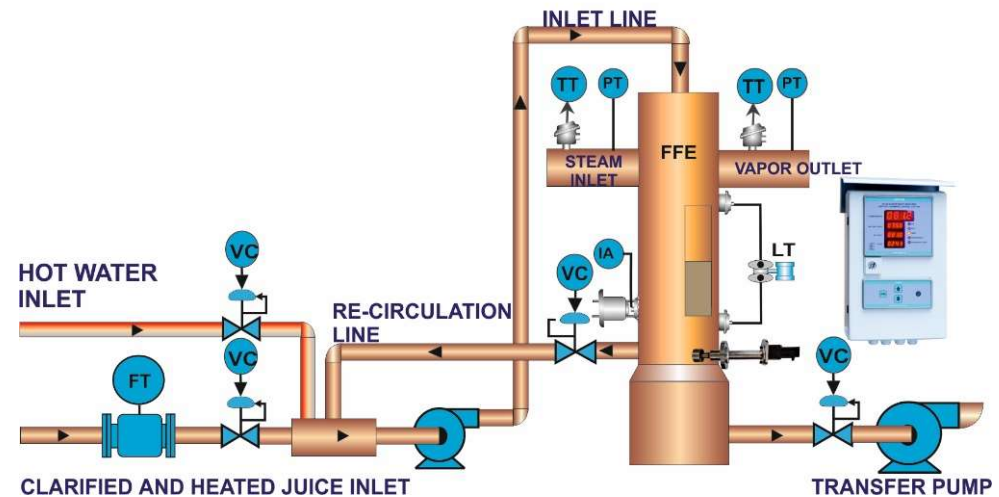 INLET LINE
TT
PT
TT
PT
STEAM
INLET
FFE
VAPOR OUTLET
VC
IA
VC
LT
HOT WATER
INLET
RE-CIRCULATION
LINE
VC
VC
FT
CLARIFIED AND HEATED JUICE INLET
TRANSFER PUMP